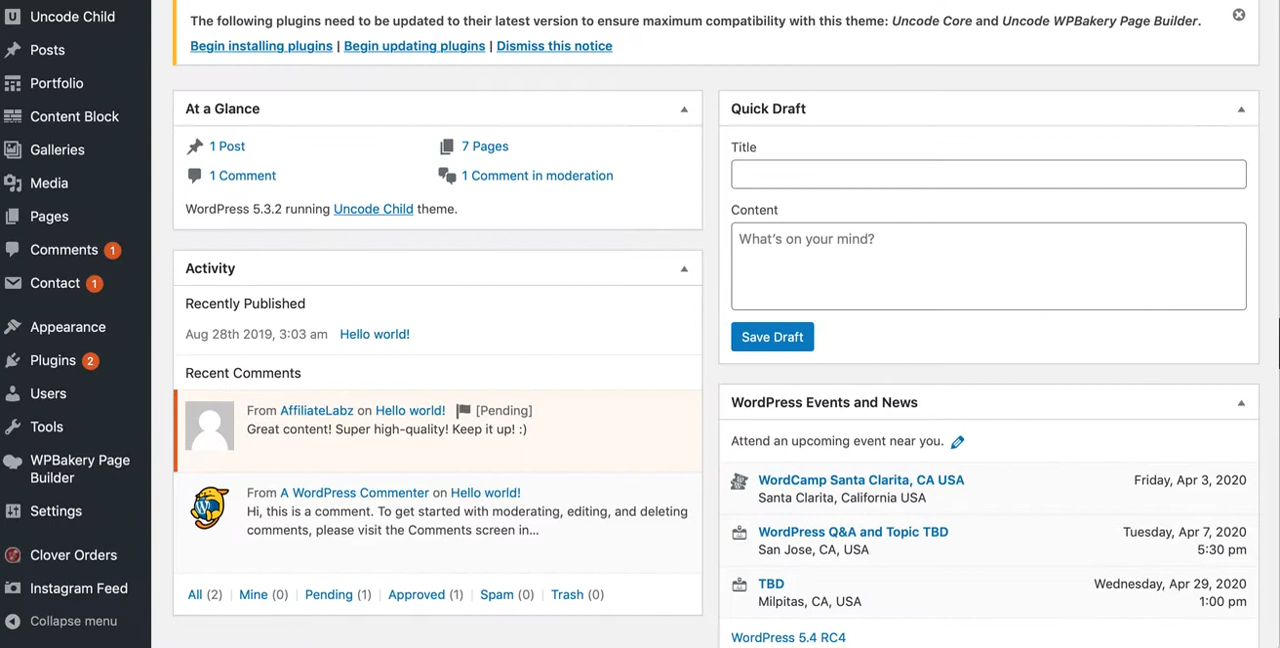 Uncode Child
Posts
Portfolio
Content Block
Galleries
Media
Pages
Comments 1
Contact 1
Appearance
Plugins 2
Users
Tools
WPBakery Page
Builder
Settings
Clover Orders
Instagram Feed
Collapse menu
The following plugins need to be updated to their latest version to ensure maximum compatibility with this theme: Uncode Core and Uncode WPBakery Page Builder.
Begin installing plugins | Begin updating plugins | Dismiss this notice
At a Glance
1 Post
7 Pages
1 Comment
1 Comment in moderation
WordPress 5.3.2 running Uncode Child theme.
Activity
Recently Published
Aug 28th 2019, 3:03 am Hello world!
Recent Comments
From AffiliateLabz on Hello world! [Pending]
Great content! Super high-quality! Keep it up! :)
From A WordPress Commenter on Hello world!
Hi, this is a comment. To get started with moderating, editing, and deleting
comments, please visit the Comments screen in…
All (2) | Mine (0) | Pending (1) | Approved (1) | Spam (0) | Trash (0)
Quick Draft
Title
Content
What's on your mind?
Save Draft
WordPress Events and News
Attend an upcoming event near you.
WordCamp Santa Clarita, CA USA
Santa Clarita, California USA
Friday, Apr 3, 2020
WordPress Q&A and Topic TBD
San Jose, CA, USA
Tuesday, Apr 7, 2020
5:30 pm
TBD
Milpitas, CA, USA
Wednesday, Apr 29, 2020
1:00 pm
WordPress 5.4 RC4